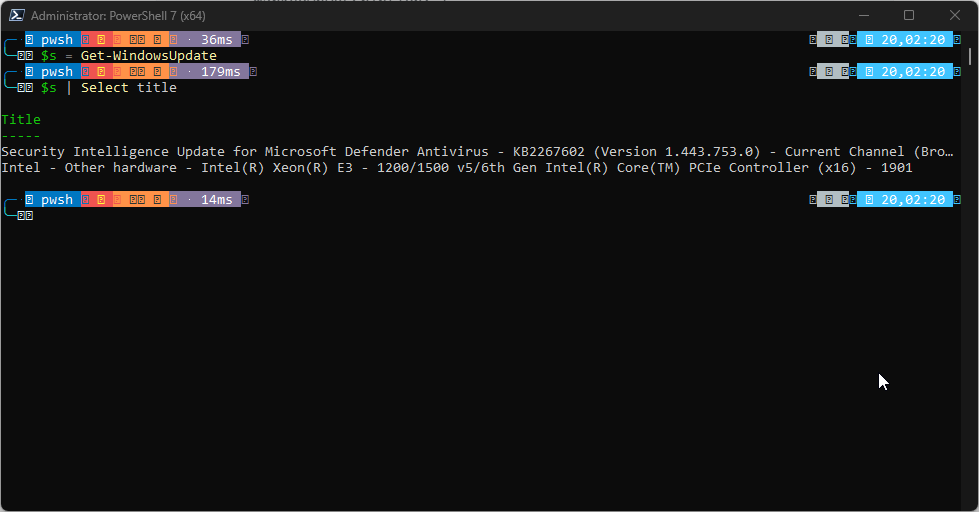 Administrator: PowerShell 7 (x64)
pwsh · 36ms 20,02:20
$s = Get-WindowsUpdate
pwsh · 179ms 20,02:20
$s | Select title
Title
-----
Security Intelligence Update for Microsoft Defender Antivirus - KB2267602 (Version 1.443.753.0) - Current Channel (Bro…
Intel - Other hardware - Intel(R) Xeon(R) E3 - 1200/1500 v5/6th Gen Intel(R) Core(TM) PCIe Controller (x16) - 1901
pwsh · 14ms 20,02:20